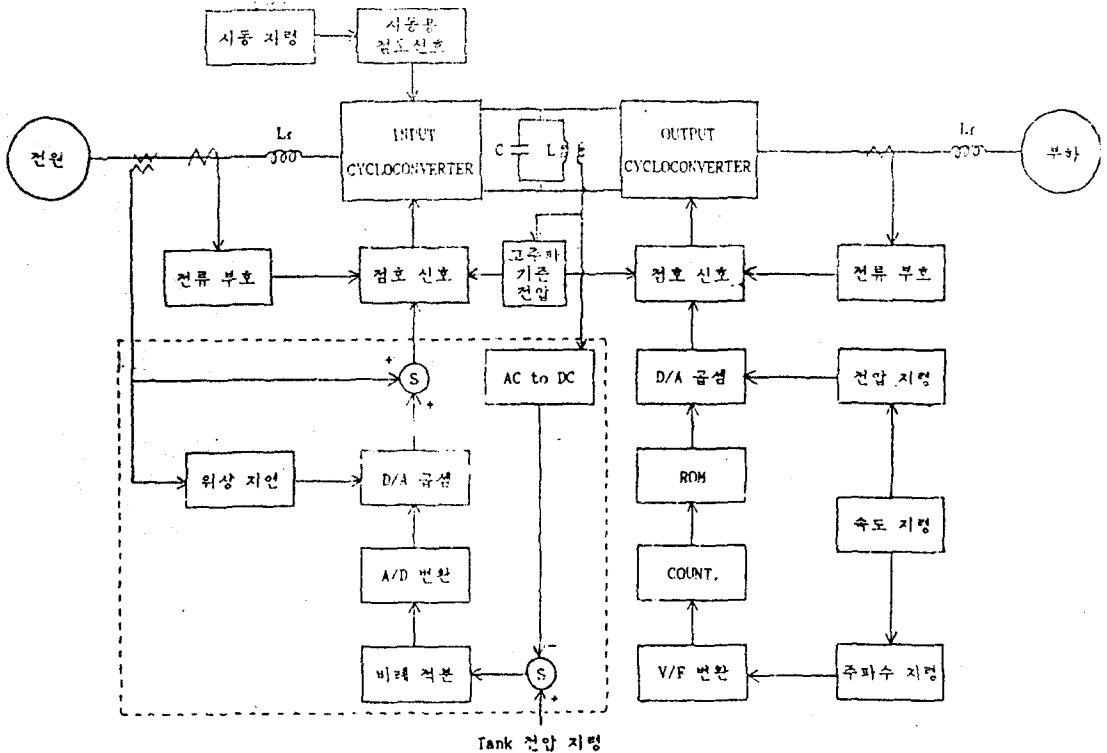 시동 지령
시동용
점호신호
전원
Lf
INPUT
CYCLOCONVERTER
C
L
OUTPUT
CYCLOCONVERTER
Lf
부하
전류 부호
점호 신호
고주파
기준
전압
점호 신호
전류 부호
+
S
+
AC to DC
D/A 곱셈
전압 지령
위상 지연
D/A 곱셈
ROM
속도 지령
A/D 변환
COUNT.
비례 적분
-
S
+
V/F 변환
주파수 지령
Tank 전압 지령